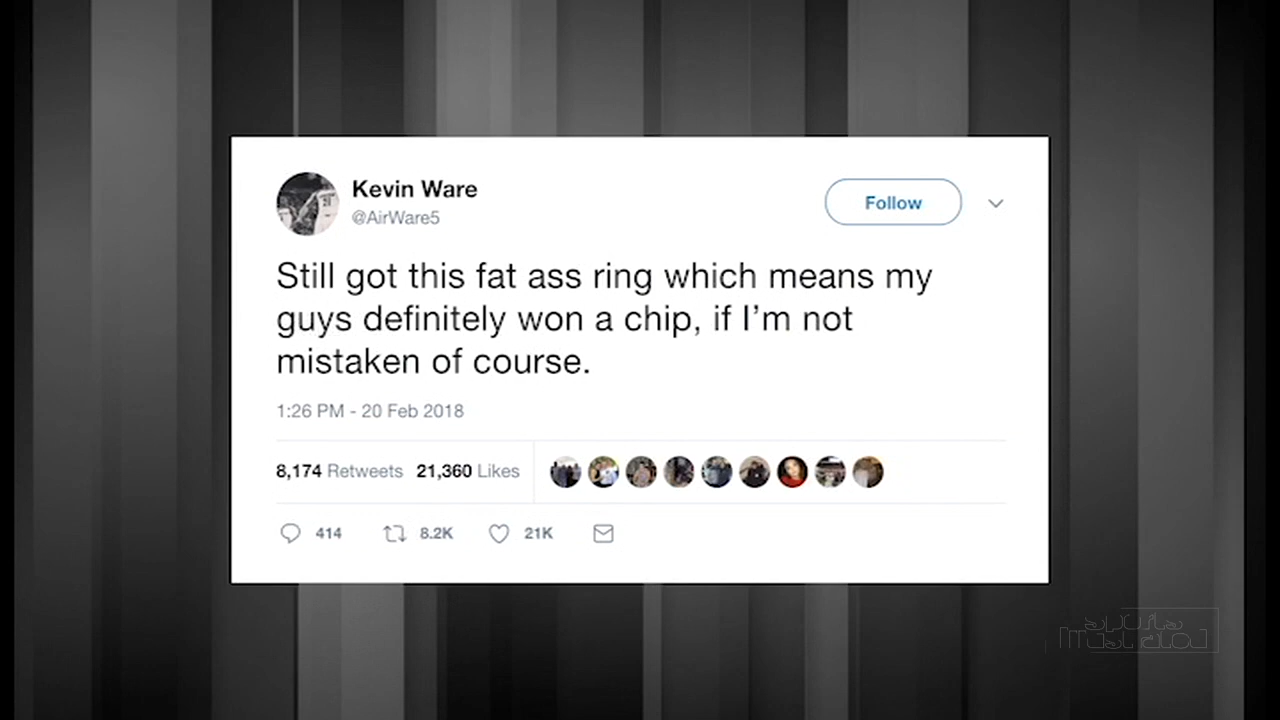 Kevin Ware
@AirWare5
Follow
Still got this fat ass ring which means my
guys definitely won a chip, if I'm not
mistaken of course.
1:26 PM - 20 Feb 2018
8,174 Retweets 21,360 Likes
414 8.2K 21K